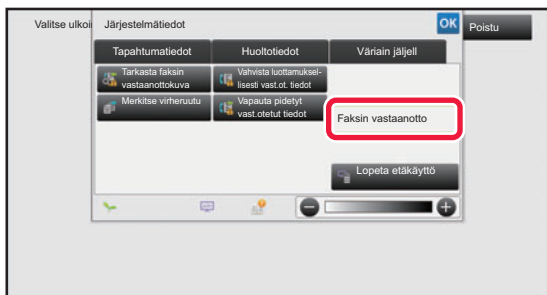 Valitse ulkoi
Järjestelmätiedot
OK
Poistu
Tapahtumatiedot
Huoltotiedot
Väriain jäljell
Tarkasta faksin
vastaanottokuva
Vahvista luottamuksel-
lisesti vast.ot. tiedot
Merkitse virheruutu
Vapauta pidetyt
vast.otetut tiedot
Faksin vastaanotto
Lopeta etäkäyttö